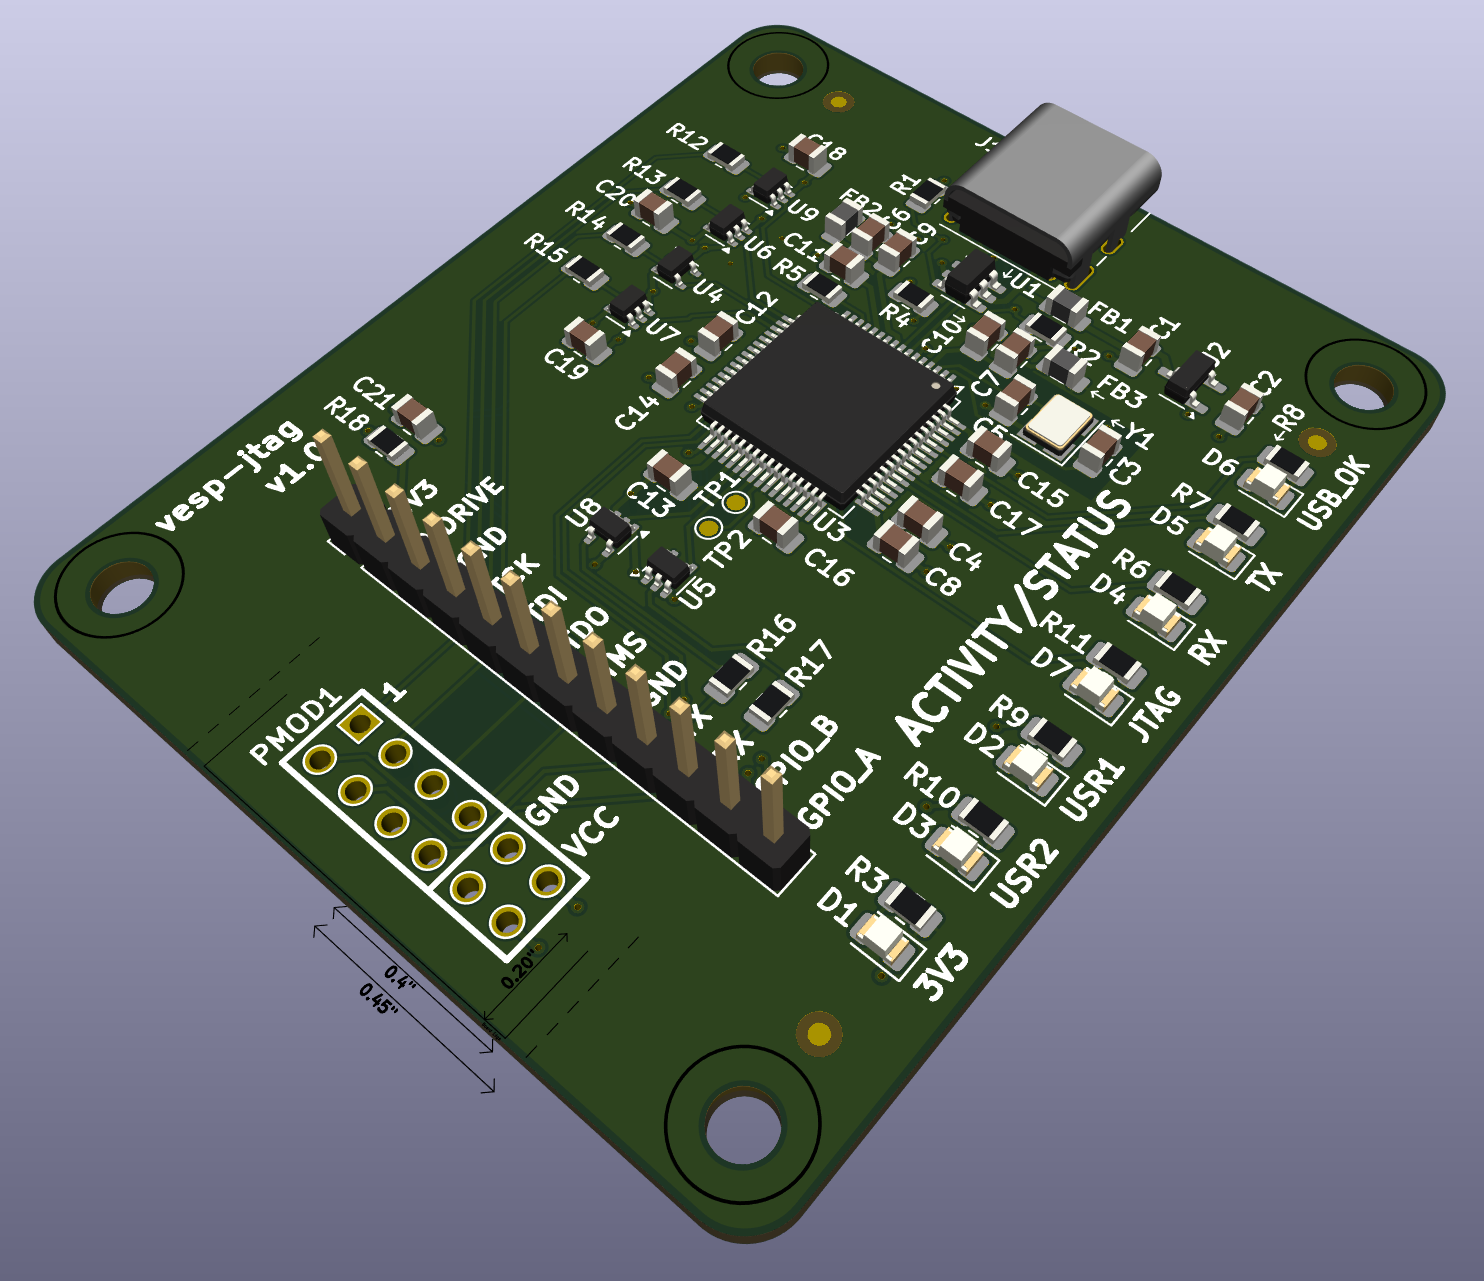 R12
C18
R13
C20
U9
R14
U6
R15
U4
U7
C19
C12
C14
R1
FB2
C11
R5
R4
U1
C10
FB1
C1
R2
FB3
C2
R8
C7
Y1
C3
C5
C15
C17
C4
C8
C16
U3
C13
TP1
TP2
U8
U5
C21
R18
vesp-jtag
v1.0
GND
GPIO_B
GPIO_A
R16
R17
ACTIVITY/STATUS
D6
USB_OK
R7
D5
TX
R6
D4
RX
R11
D7
JTAG
R9
D2
USR1
R10
D3
USR2
R3
D1
3V3
PMOD1
1
GND
VCC
0.20"
0.4"
0.45"